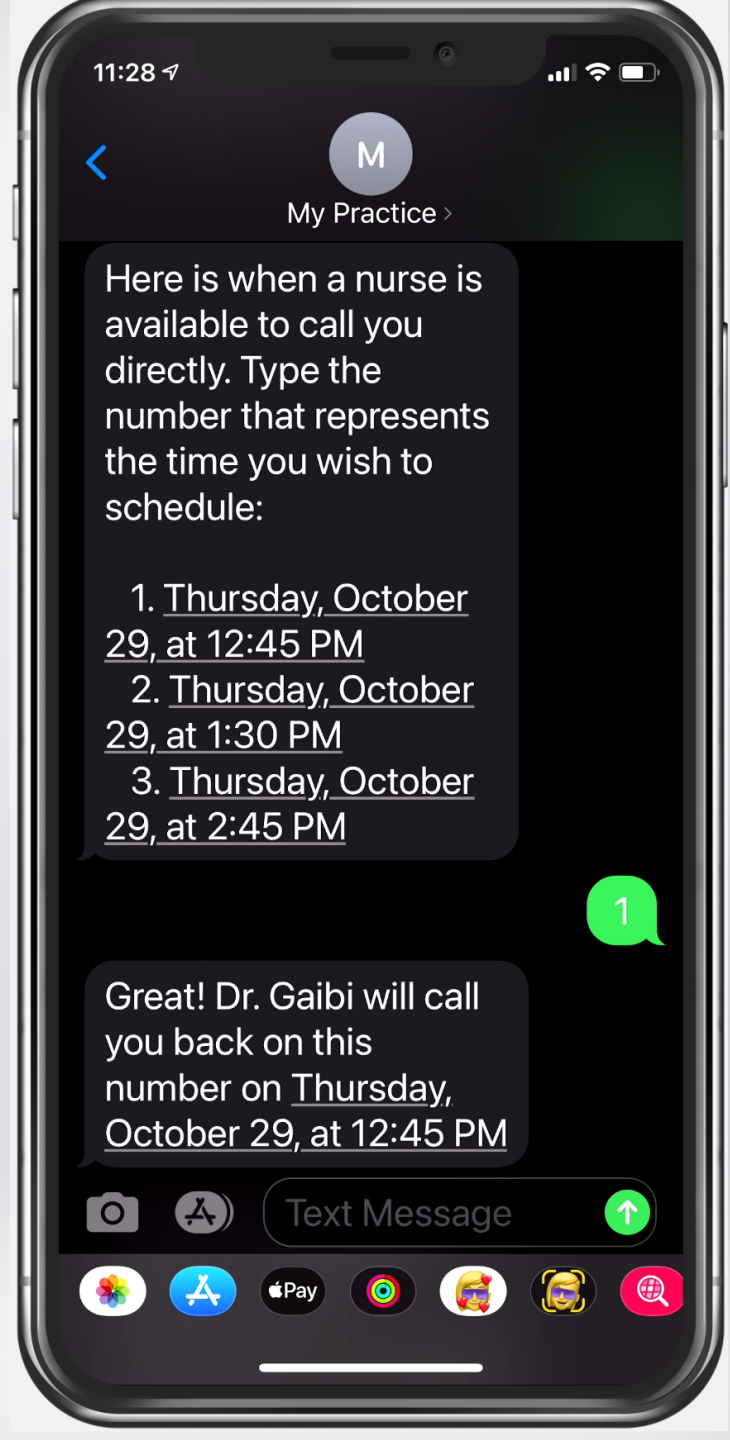 11:28
M
My Practice
Here is when a nurse is
available to call you
directly. Type the
number that represents
the time you wish to
schedule:
1. Thursday, October
29, at 12:45 PM
2. Thursday, October
29, at 1:30 PM
3. Thursday, October
29, at 2:45 PM
1
Great! Dr. Gaibi will call
you back on this
number on Thursday,
October 29, at 12:45 PM
Text Message
Pay